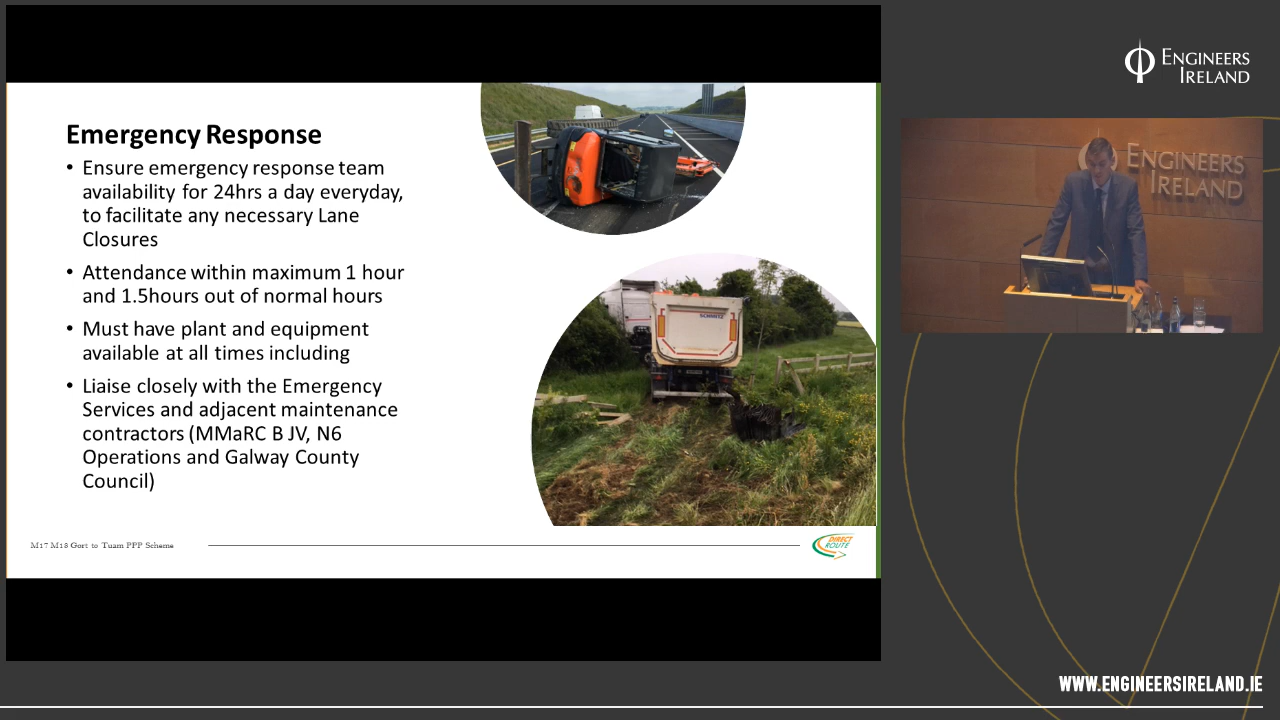 Emergency Response
• Ensure emergency response team
availability for 24hrs a day everyday,
to facilitate any necessary Lane
Closures
• Attendance within maximum 1 hour
and 1.5hours out of normal hours
• Must have plant and equipment
available at all times including
• Liaise closely with the Emergency
Services and adjacent maintenance
contractors (MMaRC B JV, N6
Operations and Galway County
Council)
SCHMITZ
M17 M18 Gort to Tuam PPP Scheme
DIRECT
ROUTE
ENGINEERS
IRELAND
ENGINEERS
IRELAND
WWW.ENGINEERSIRELAND.IE